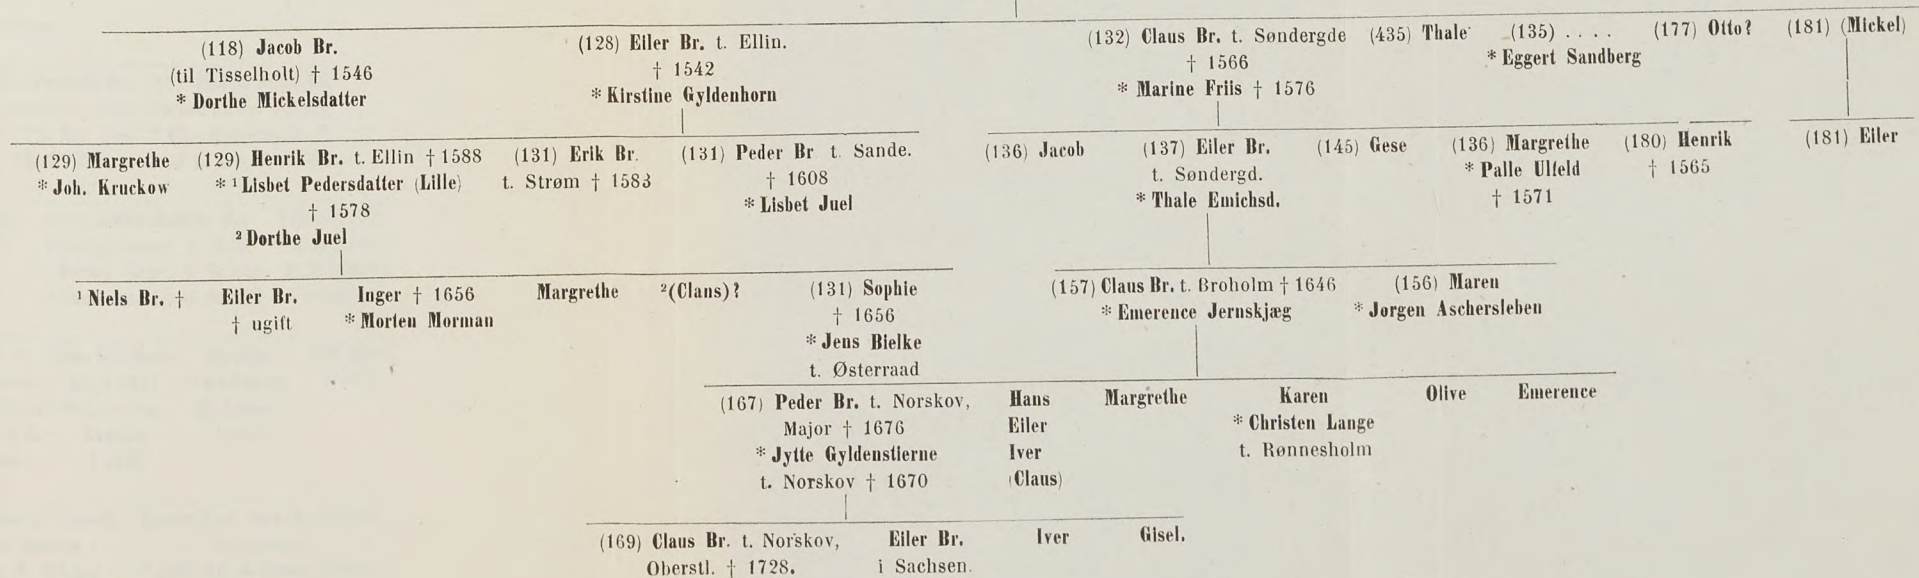 (118) Jacob Br. (128) Eiler Br. t. Ellin. (132) Claus Br. t. Søndergde (435) Thale (135) . . . . (177) Otto? (181) (Mickel)
(til Tisselholt) † 1546 † 1542 † 1566 * Eggert Sandberg
* Dorthe Mickelsdatter * Kirstine Gyldenhorn * Marine Friis † 1576
(129) Margrethe (129) Henrik Br. t. Ellin † 1588 (131) Erik Br. (131) Peder Br t. Sande. (136) Jacob (137) Eiler Br. (145) Gese (136) Margrethe (180) Henrik (181) Eiler
* Joh. Kruckow * ¹ Lisbet Pedersdatter (Lille) t. Strøm † 1583 † 1608 t. Søndergd. * Palle Ulfeld † 1565
† 1578 * Lisbet Juel * Thale Emichsd. † 1571
² Dorthe Juel
¹ Niels Br. † Eiler Br. Inger † 1656 Margrethe ²(Claus)? (131) Sophie (157) Claus Br. t. Broholm † 1646 (156) Maren
† ugift * Morten Morman † 1656 * Emerence Jernskjæg * Jorgen Aschersleben
* Jens Bielke
t. Østerraad
(167) Peder Br. t. Norskov, Hans Margrethe Karen Olive Emerence
Major † 1676 Eiler * Christen Lange
* Jytte Gyldenstierne Iver t. Rønnesholm
t. Norskov † 1670 (Claus)
(169) Claus Br. t. Norskov, Eiler Br. Iver Gisel.
Oberstl. † 1728. i Sachsen.